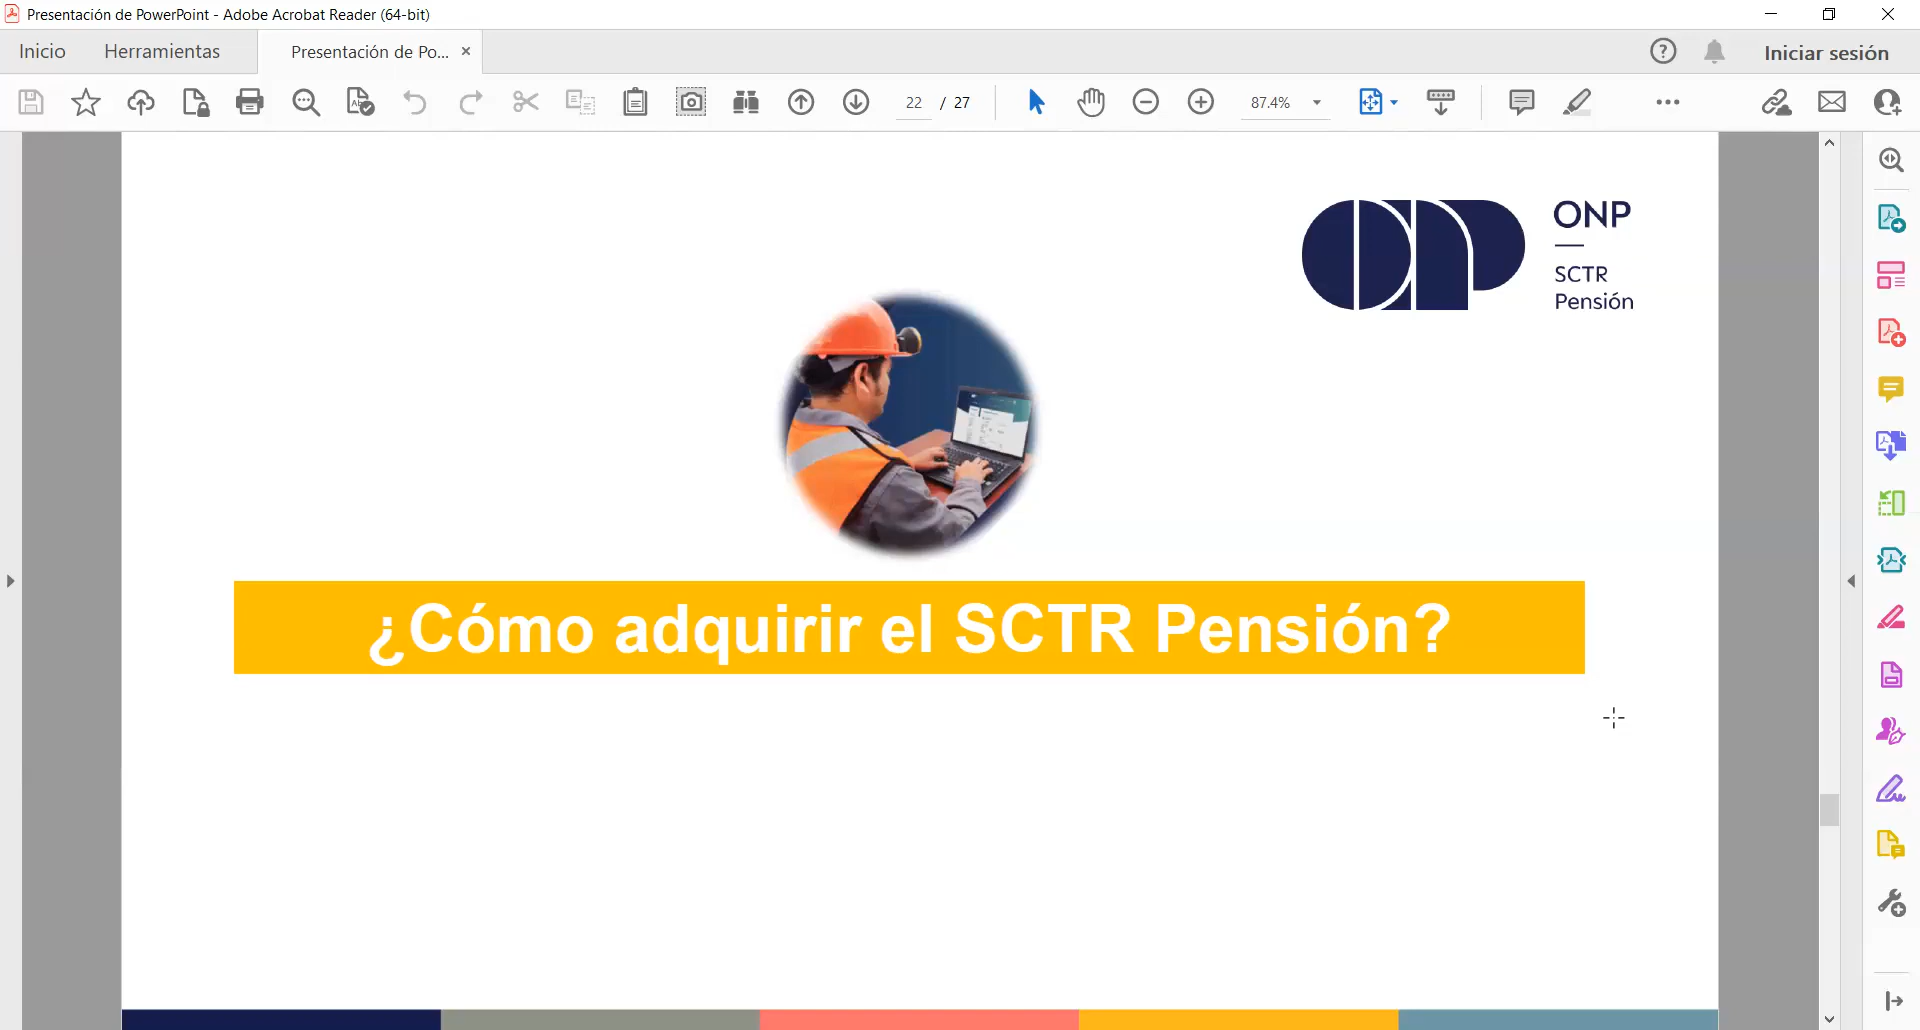 Presentación de PowerPoint - Adobe Acrobat Reader (64-bit)
Inicio
Herramientas
Presentación de Po...
Iniciar sesión
22 / 27
87.4%
ONP
SCTR
Pensión
¿Cómo adquirir el SCTR Pensión?